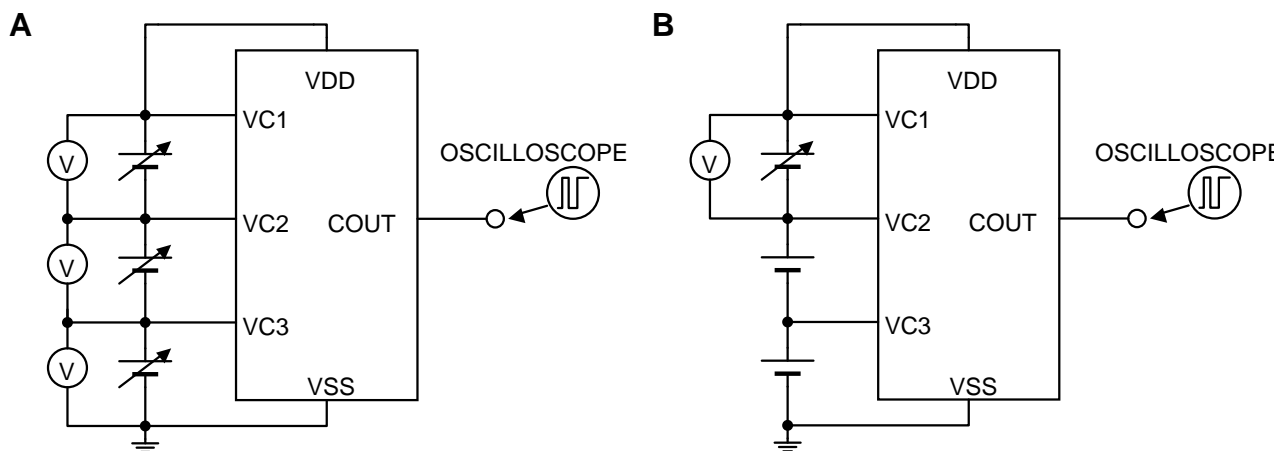 A
VDD
VC1
V
OSCILLOSCOPE
VC2
COUT
V
VC3
V
VSS
B
VDD
VC1
V
OSCILLOSCOPE
VC2
COUT
VC3
VSS